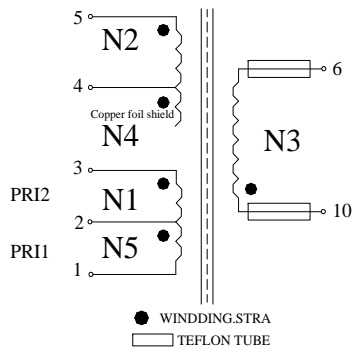 5
N2
6
4
Copper foil shield
N4
N3
3
PRI2
N1
10
2
PRI1
N5
1
WINDDING.STRA
TEFLON TUBE